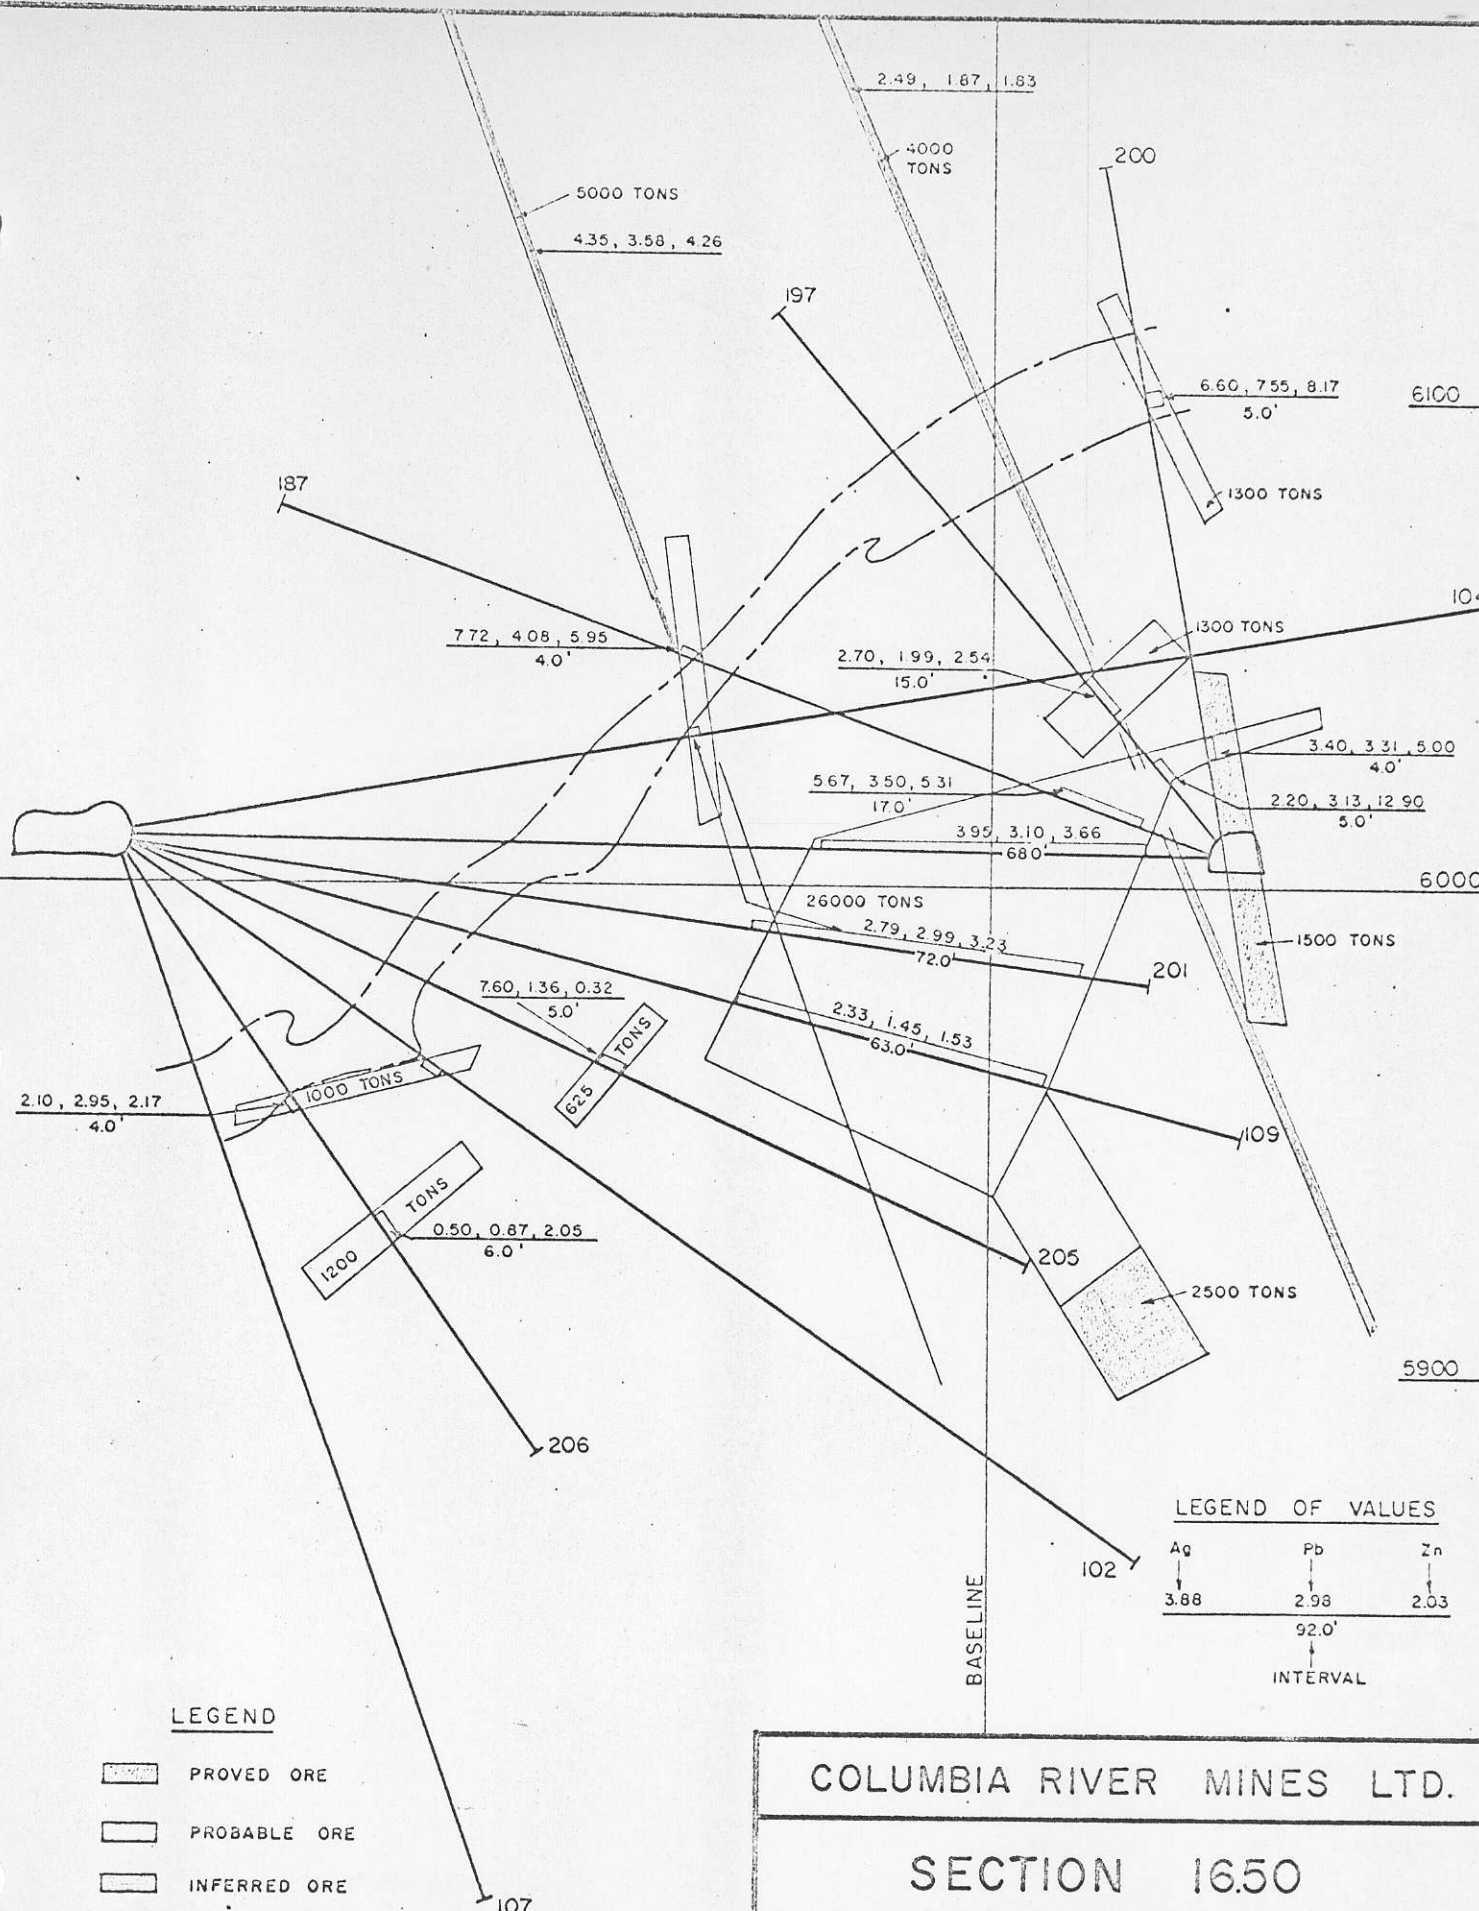 2.49, 1.87, 1.83
4000
TONS
200
5000 TONS
4.35, 3.58, 4.26
197
6.60, 7.55, 8.17
5.0'
6100
187
1300 TONS
104
7.72, 4.08, 5.95
4.0'
1300 TONS
2.70, 1.99, 2.54
15.0'
3.40, 3.31, 5.00
4.0'
5.67, 3.50, 5.31
17.0'
2.20, 3.13, 12.90
5.0'
3.95, 3.10, 3.66
68.0'
6000
26000 TONS
2.79, 2.99, 3.23
72.0'
1500 TONS
201
7.60, 1.36, 0.32
5.0'
625 TONS
2.33, 1.45, 1.53
63.0'
1000 TONS
2.10, 2.95, 2.17
4.0'
109
1200 TONS
0.50, 0.87, 2.05
6.0'
205
2500 TONS
5900
206
102
LEGEND OF VALUES
Ag Pb Zn
3.88 2.98 2.03
92.0'
INTERVAL
BASELINE
LEGEND
PROVED ORE
PROBABLE ORE
INFERRED ORE
107
COLUMBIA RIVER MINES LTD.
SECTION 1650